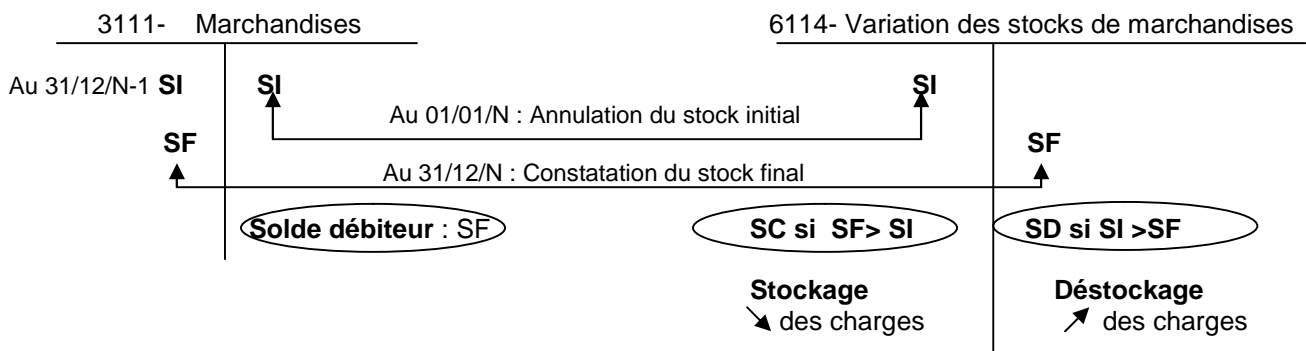 3111- Marchandises
6114- Variation des stocks de marchandises
Au 31/12/N-1 SI
SI
SI
Au 01/01/N : Annulation du stock initial
SF
SF
Au 31/12/N : Constatation du stock final
Solde débiteur : SF
SC si SF> SI
SD si SI >SF
Stockage
Déstockage
des charges
des charges